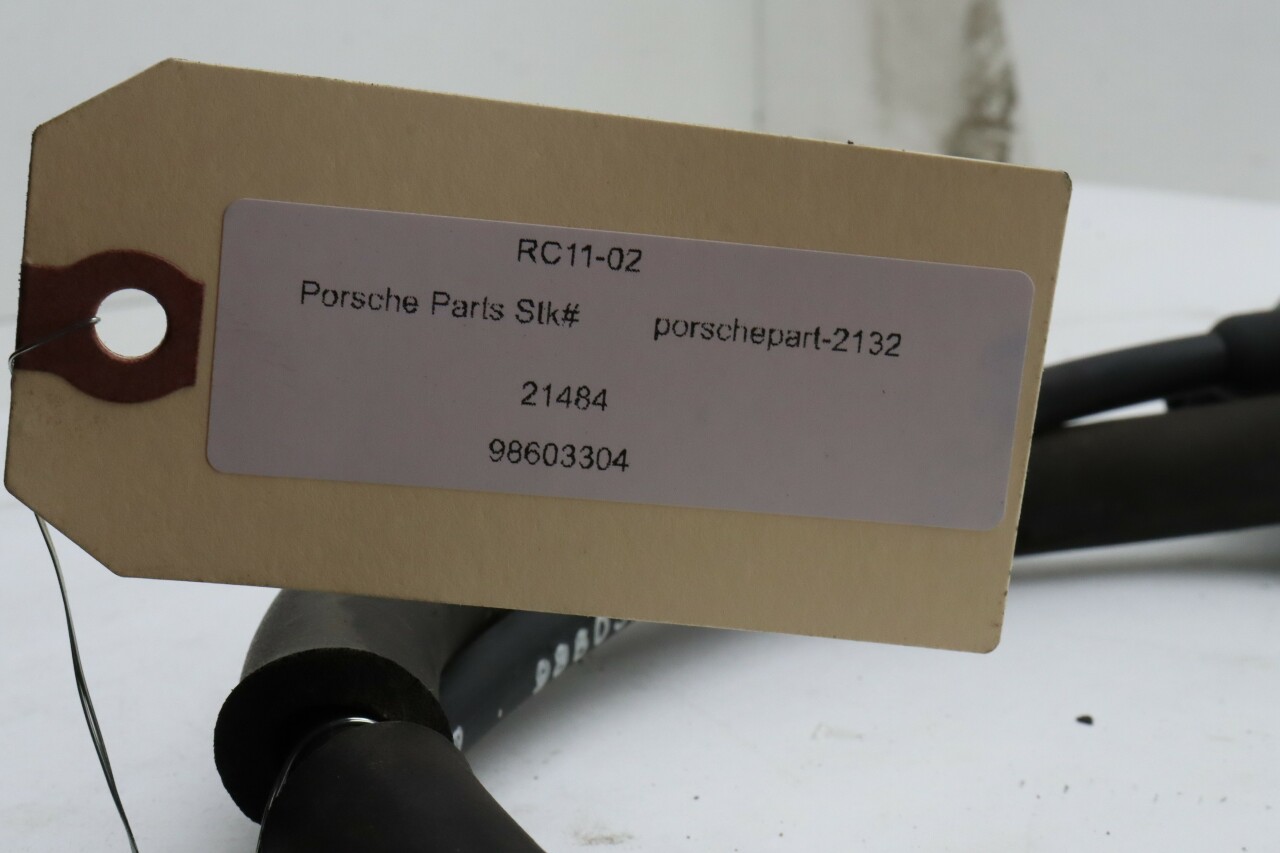 RC11-02
Porsche Parts Stk# porschepart-2132
21484
98603304